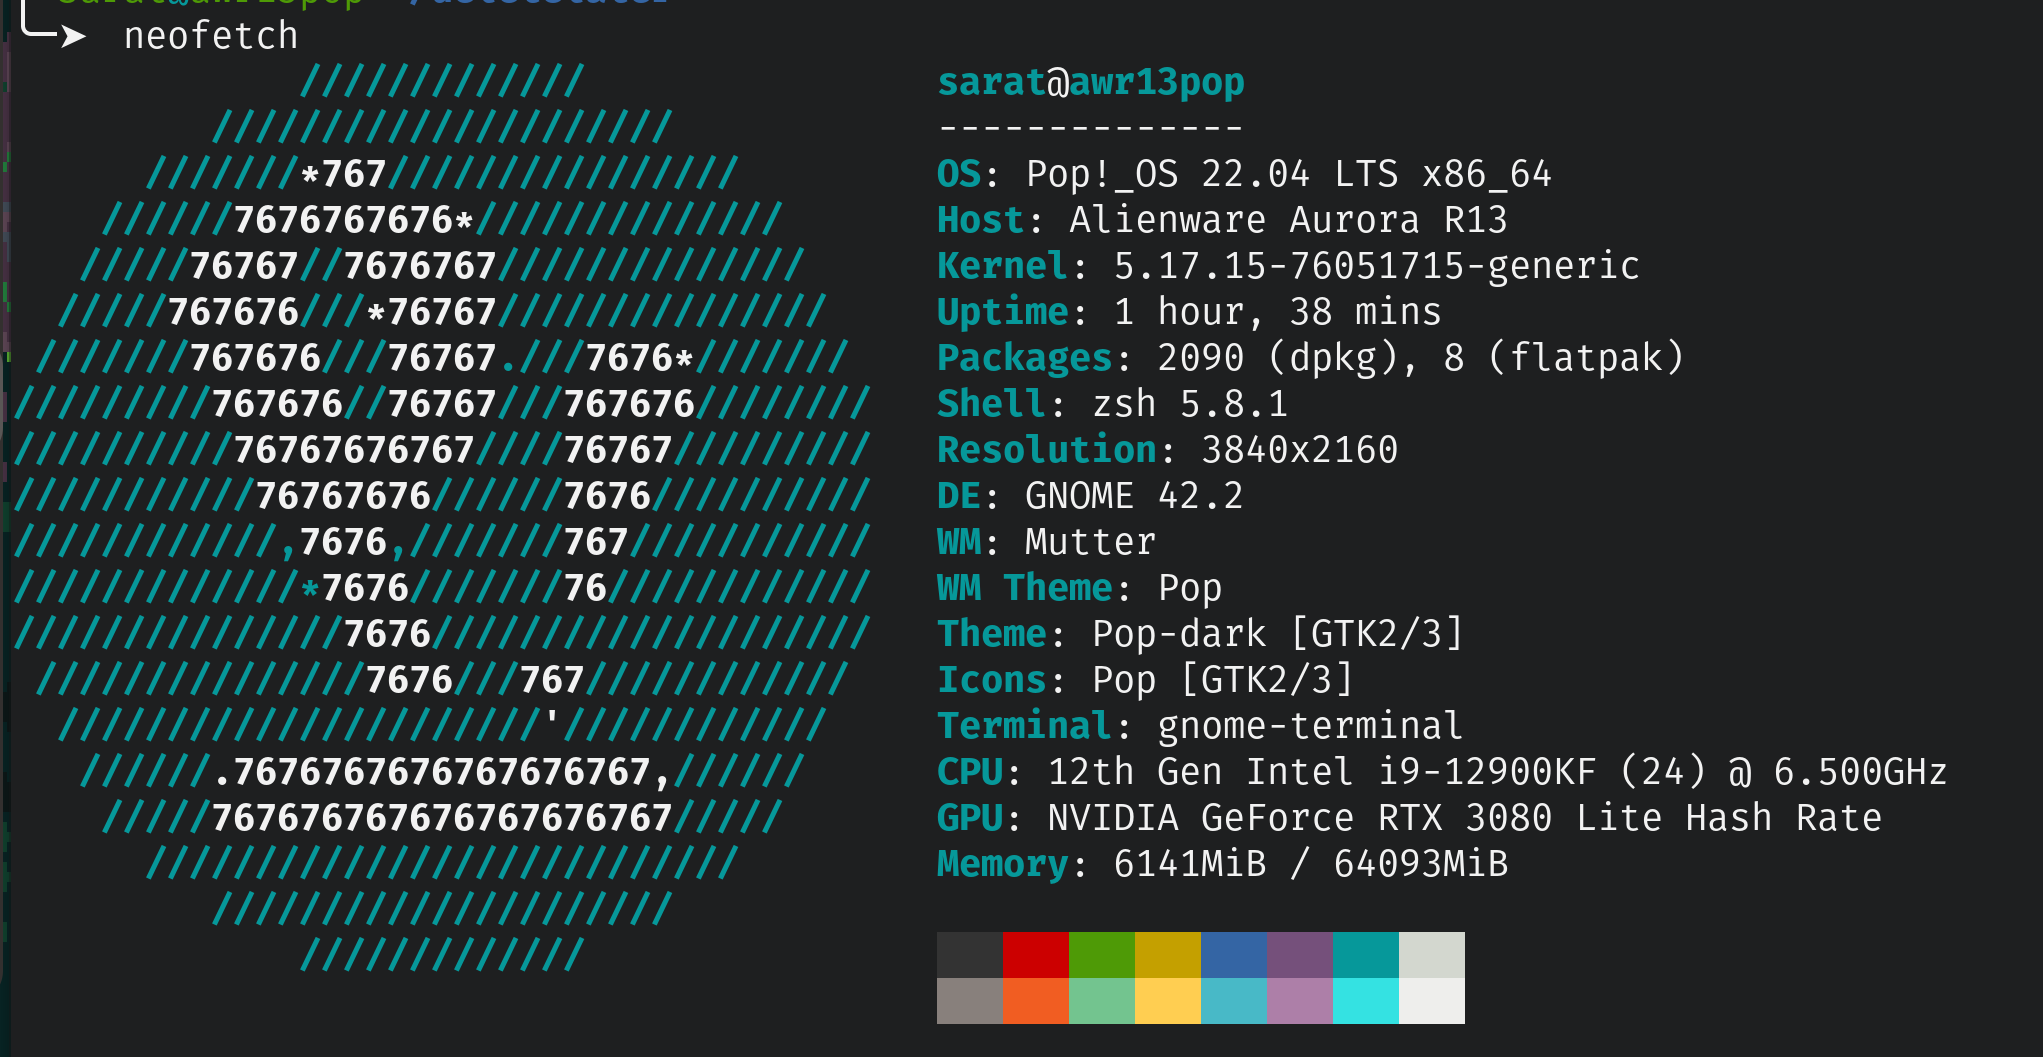 ➤ neofetch
/////////////
/////////////////////
///////*767////////////////
//////7676767676*//////////////
/////76767//7676767//////////////
/////767676///*76767///////////////
///////767676///76767.///7676*///////
/////////767676//76767///767676////////
//////////76767676767////76767/////////
///////////76767676//////7676//////////
////////////,7676,///////767///////////
/////////////*7676///////76////////////
///////////////7676////////////////////
///////////////7676///767////////////
//////////////////////'////////////
//////.7676767676767676767,//////
/////767676767676767676767/////
///////////////////////////
/////////////////////
/////////////
sarat@awr13pop
--------------
OS: Pop!_OS 22.04 LTS x86_64
Host: Alienware Aurora R13
Kernel: 5.17.15-76051715-generic
Uptime: 1 hour, 38 mins
Packages: 2090 (dpkg), 8 (flatpak)
Shell: zsh 5.8.1
Resolution: 3840x2160
DE: GNOME 42.2
WM: Mutter
WM Theme: Pop
Theme: Pop-dark [GTK2/3]
Icons: Pop [GTK2/3]
Terminal: gnome-terminal
CPU: 12th Gen Intel i9-12900KF (24) @ 6.500GHz
GPU: NVIDIA GeForce RTX 3080 Lite Hash Rate
Memory: 6141MiB / 64093MiB